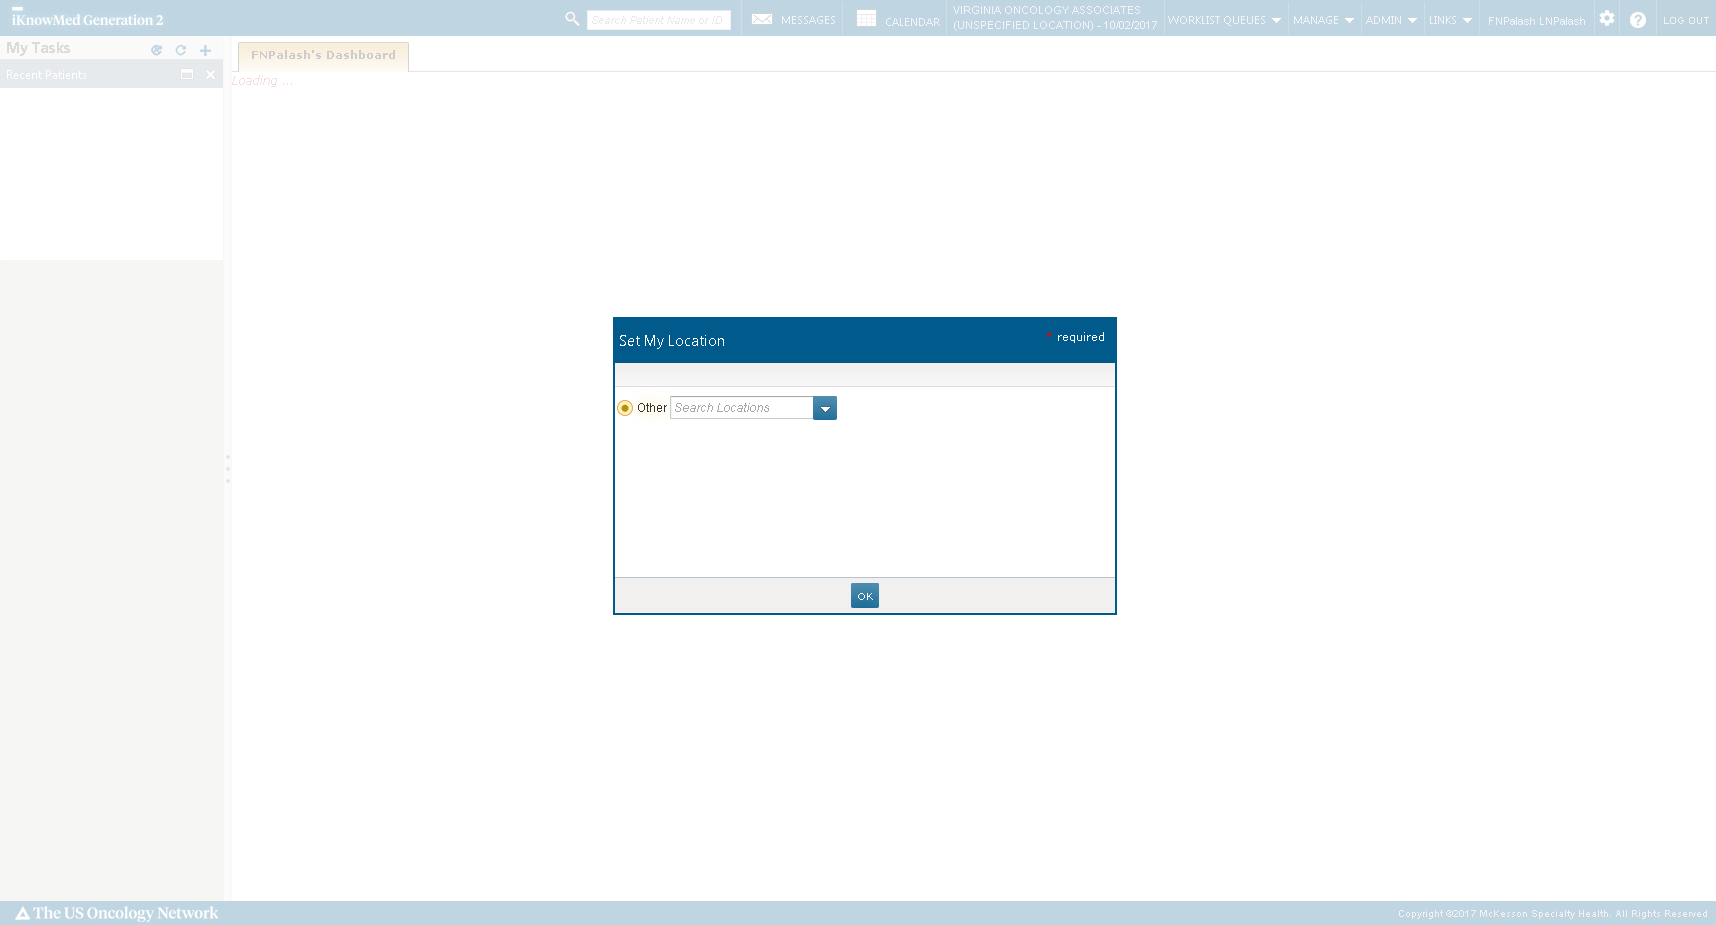 iKnowMed Generation 2
Search Patient Name or ID
MESSAGES
CALENDAR
VIRGINIA ONCOLOGY ASSOCIATES
(UNSPECIFIED LOCATION) - 10/02/2017
WORKLIST QUEUES
MANAGE
ADMIN
LINKS
FNPalash LNPalash
LOG OUT
My Tasks
FNPalash's Dashboard
Recent Patients
Loading ...
Set My Location
* required
Other
Search Locations
OK
The US Oncology Network
Copyright ©2017 McKesson Specialty Health. All Rights Reserved